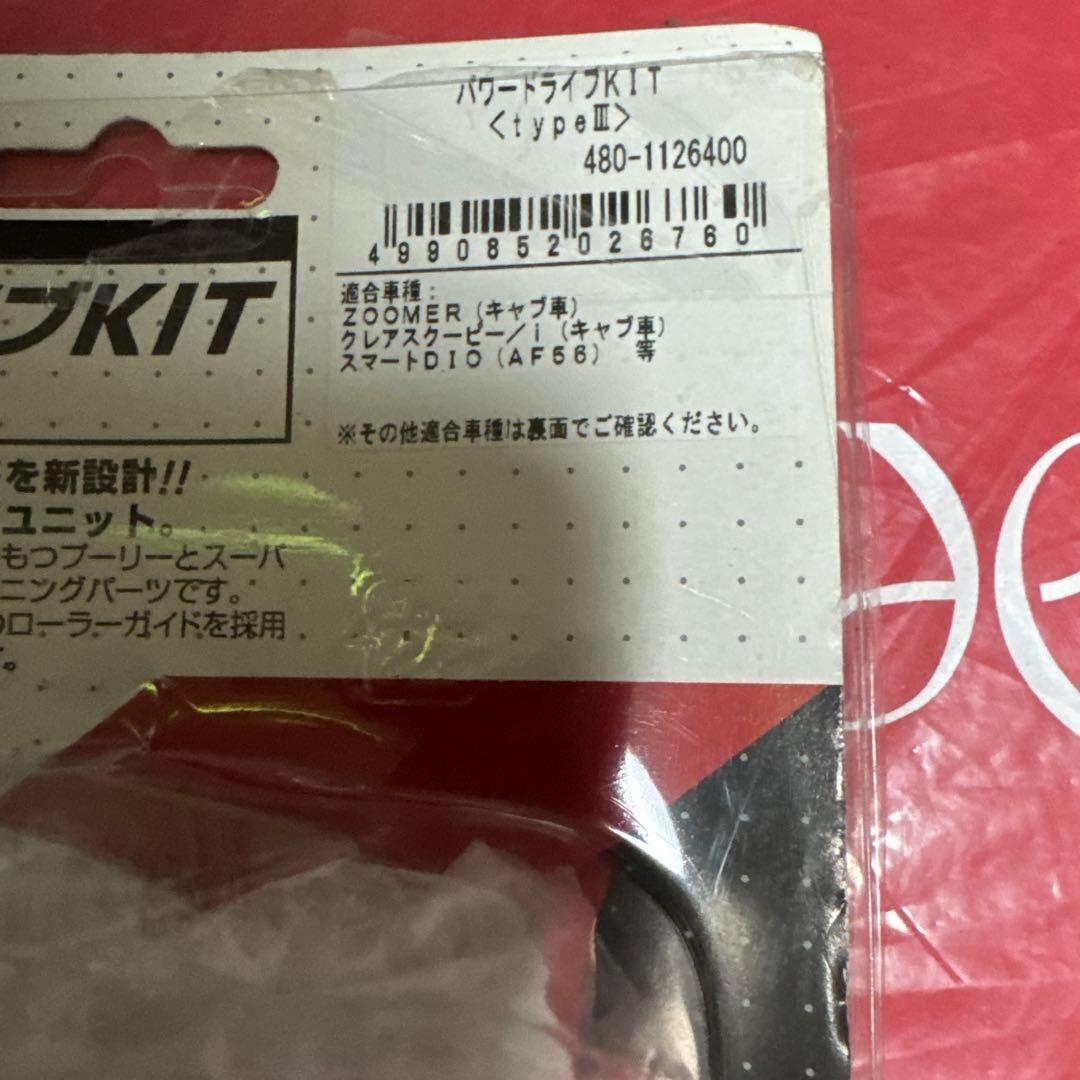 パワードライブKIT
<typeⅢ>
480-1126400
4990852026760
適合車種：
ZOOMER（キャブ車）
クレアスクーピー／i（キャブ車）
スマートDIO（AF56） 等
※その他適合車種は裏面でご確認ください。
ブKIT
を新設計!!
ユニット。
もつプーリーとスーパ
ニングパーツです。
ローラーガイドを採用